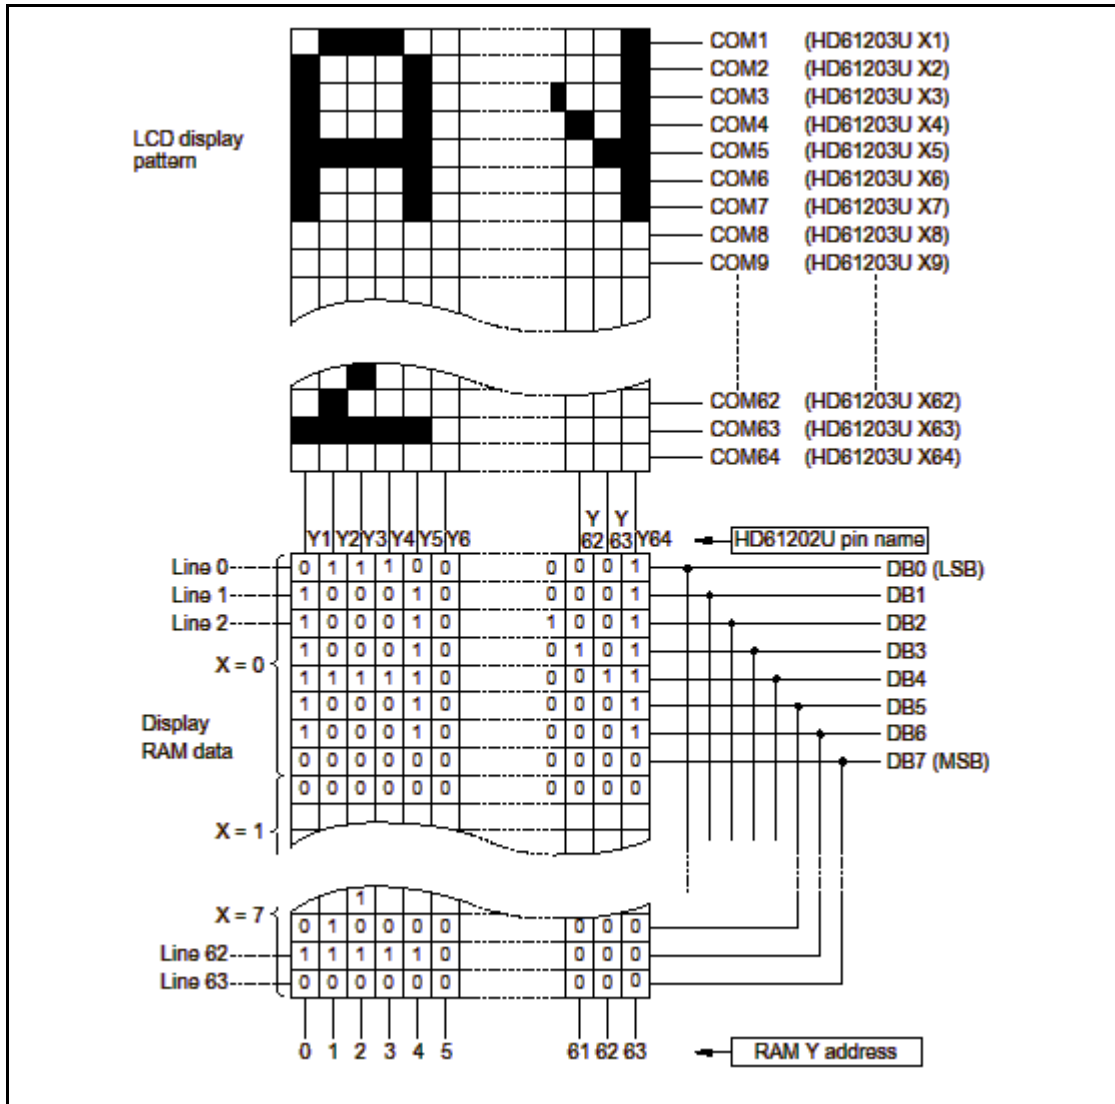 COM1 (HD61203U X1)
COM2 (HD61203U X2)
COM3 (HD61203U X3)
COM4 (HD61203U X4)
LCD display
pattern
COM5 (HD61203U X5)
COM6 (HD61203U X6)
COM7 (HD61203U X7)
COM8 (HD61203U X8)
COM9 (HD61203U X9)
COM62 (HD61203U X62)
COM63 (HD61203U X63)
COM64 (HD61203U X64)
Y1 Y2 Y3 Y4 Y5 Y6 Y 62 Y 63 Y64 HD61202U pin name
Line 0 0 1 1 1 0 0 0 0 0 1 DB0 (LSB)
Line 1 1 0 0 0 1 0 0 0 0 1 DB1
Line 2 1 0 0 0 1 0 1 0 0 1 DB2
1 0 0 0 1 0 0 1 0 1 DB3
X = 0
1 1 1 1 1 0 0 0 1 1 DB4
1 0 0 0 1 0 0 0 0 1 DB5
Display
RAM data
1 0 0 0 1 0 0 0 0 1 DB6
0 0 0 0 0 0 0 0 0 0 DB7 (MSB)
0 0 0 0 0 0 0 0 0 0
X = 1
1
X = 7
0 1 0 0 0 0 0 0 0
Line 62 1 1 1 1 1 0 0 0 0
Line 63 0 0 0 0 0 0 0 0 0
0 1 2 3 4 5 61 62 63 RAM Y address